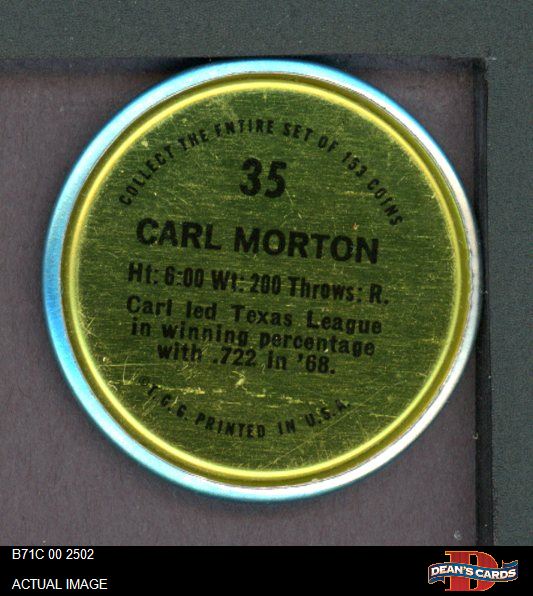 COLLECT THE ENTIRE SET OF 153 COINS
35
CARL MORTON
Ht: 6:00 Wt: 200 Throws: R.
Carl led Texas League
in winning percentage
with .722 in '68.
©T.C.G. PRINTED IN U.S.A.
B71C 00 2502
ACTUAL IMAGE
D
DEAN'S CARDS